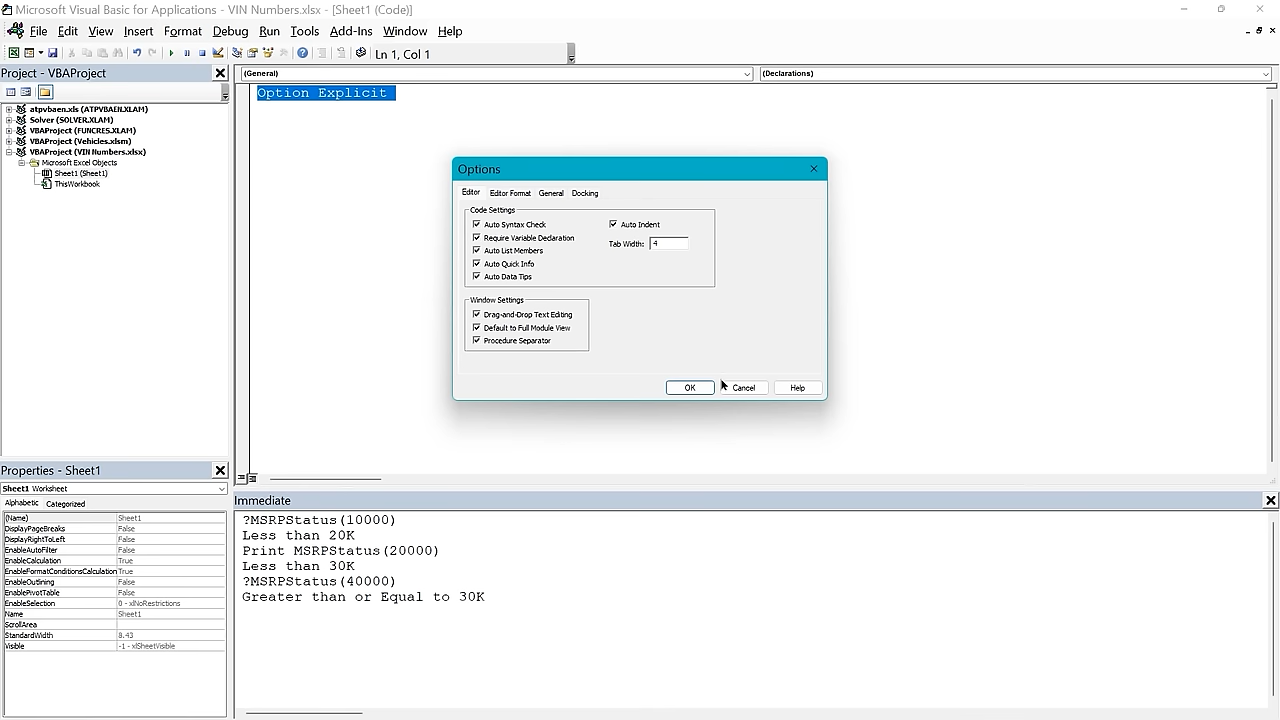 Microsoft Visual Basic for Applications - VIN Numbers.xlsx - [Sheet1 (Code)]
File Edit View Insert Format Debug Run Tools Add-Ins Window Help
Ln 1, Col 1
Project - VBAProject
atpvbaen.xls (ATPVBAEN.XLAM)
Solver (SOLVER.XLAM)
VBAProject (FUNCRES.XLAM)
VBAProject (Vehicles.xlsm)
VBAProject (VIN Numbers.xlsx)
Microsoft Excel Objects
Sheet1 (Sheet1)
ThisWorkbook
(General)
(Declarations)
Option Explicit
Options
Editor Editor Format General Docking
Code Settings
Auto Syntax Check
Require Variable Declaration
Auto List Members
Auto Quick Info
Auto Data Tips
Auto Indent
Tab Width: 4
Window Settings
Drag-and-Drop Text Editing
Default to Full Module View
Procedure Separator
OK Cancel Help
Properties - Sheet1
Sheet1 Worksheet
Alphabetic Categorized
(Name) Sheet1
DisplayPageBreaks False
DisplayRightToLeft False
EnableAutoFilter False
EnableCalculation True
EnableFormatConditionsCalculation True
EnableOutlining False
EnablePivotTable False
EnableSelection 0 - xlNoRestrictions
Name Sheet1
ScrollArea
StandardWidth 8.43
Visible -1 - xlSheetVisible
Immediate
?MSRPStatus(10000)
Less than 20K
Print MSRPStatus(20000)
Less than 30K
?MSRPStatus(40000)
Greater than or Equal to 30K